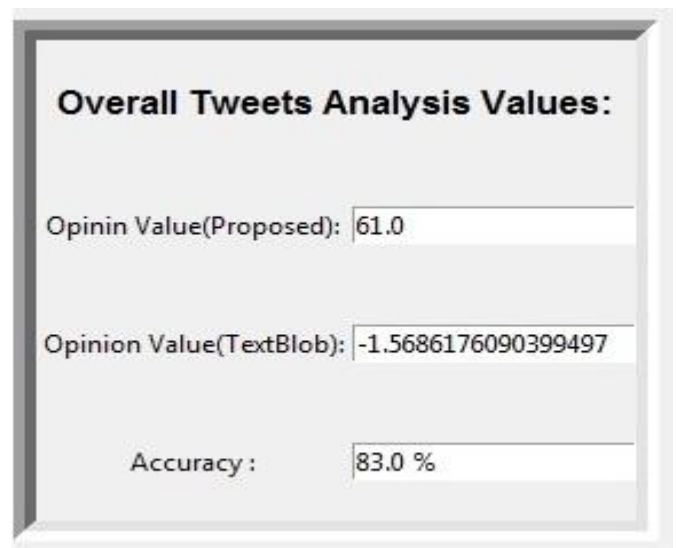 Overall Tweets Analysis Values:
Opinin Value(Proposed): 61.0
Opinion Value(TextBlob): -1.5686176090399497
Accuracy : 83.0 %